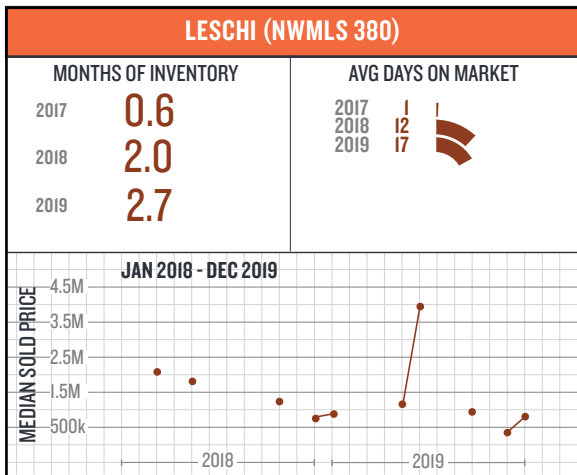 LESCHI (NWMLS 380)
MONTHS OF INVENTORY
2017 0.6
2018 2.0
2019 2.7
AVG DAYS ON MARKET
2017 1
2018 12
2019 17
JAN 2018 - DEC 2019
MEDIAN SOLD PRICE
4.5M
3.5M
2.5M
1.5M
500k
2018 2019